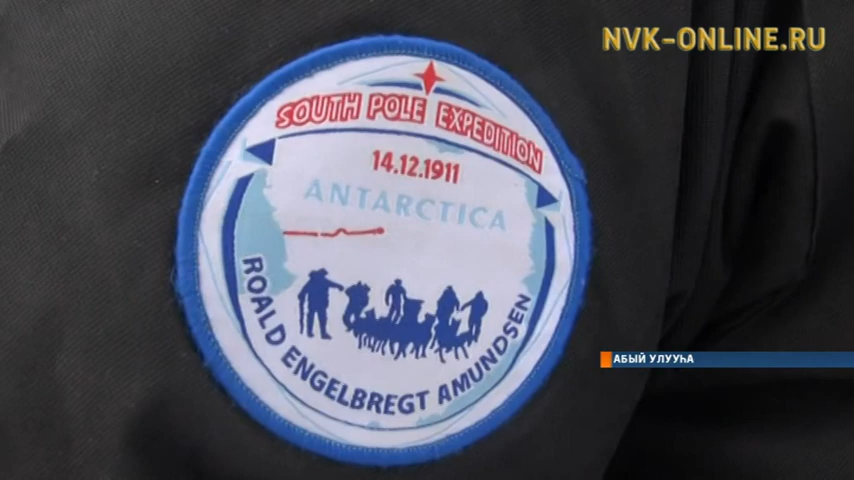 NVK-ONLINE.RU
SOUTH POLE EXPEDITION
14.12.1911
ANTARCTICA
ROALD ENGELBREGT AMUNDSEN
АБЫЙ УЛУУҺА